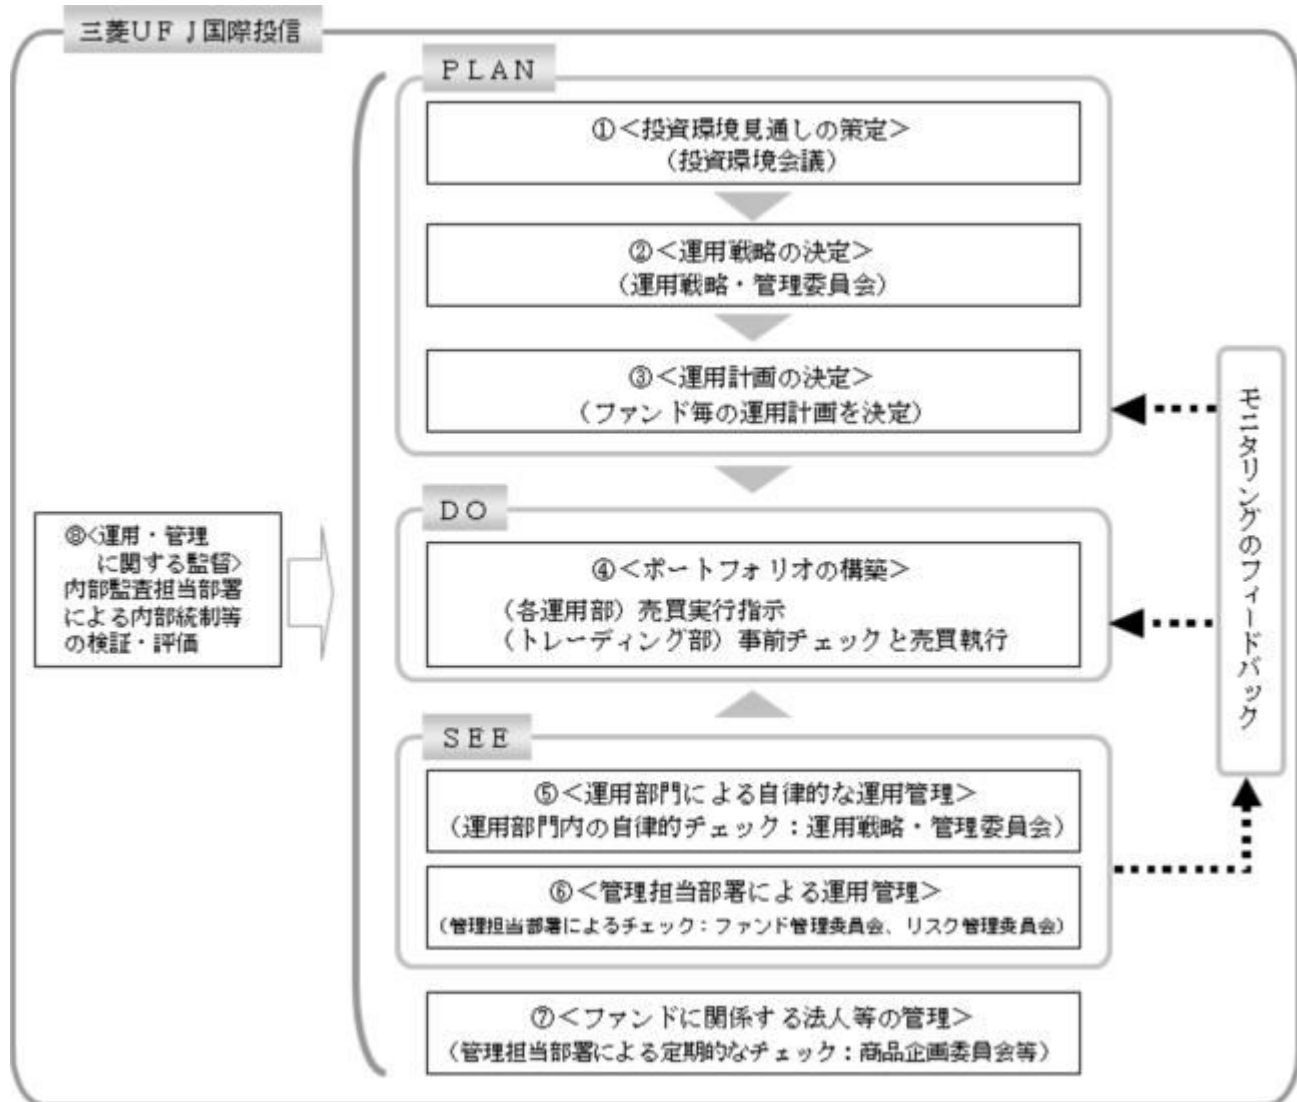 三菱ＵＦＪ国際投信
ＰＬＡＮ
①＜投資環境見通しの策定＞
（投資環境会議）
②＜運用戦略の決定＞
（運用戦略・管理委員会）
③＜運用計画の決定＞
（ファンド毎の運用計画を決定）
ＤＯ
④＜ポートフォリオの構築＞
（各運用部）売買実行指示
（トレーディング部）事前チェックと売買執行
ＳＥＥ
⑤＜運用部門による自律的な運用管理＞
（運用部門内の自律的チェック：運用戦略・管理委員会）
⑥＜管理担当部署による運用管理＞
（管理担当部署によるチェック：ファンド管理委員会、リスク管理委員会）
⑦＜ファンドに関係する法人等の管理＞
（管理担当部署による定期的なチェック：商品企画委員会等）
⑧＜運用・管理
に関する監督＞
内部監査担当部署
による内部統制等
の検証・評価
モニタリングのフィードバック